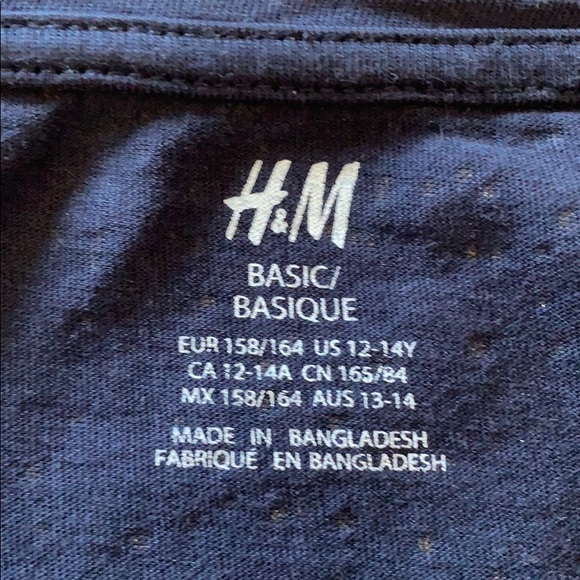 H&M
BASIC/
BASIQUE
EUR 158/164 US 12-14Y
CA 12-14A CN 165/84
MX 158/164 AUS 13-14
MADE IN BANGLADESH
FABRIQUÉ EN BANGLADESH